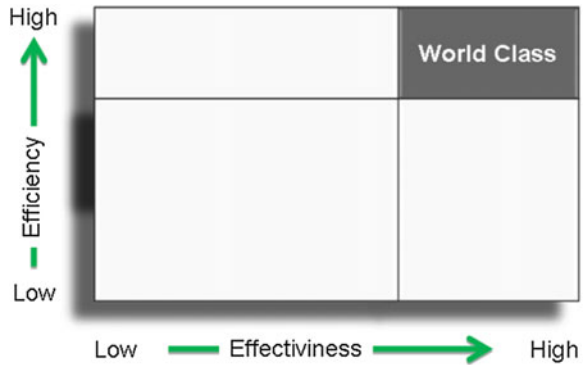 High
World Class
Efficiency
Low
Low Effectiviness High